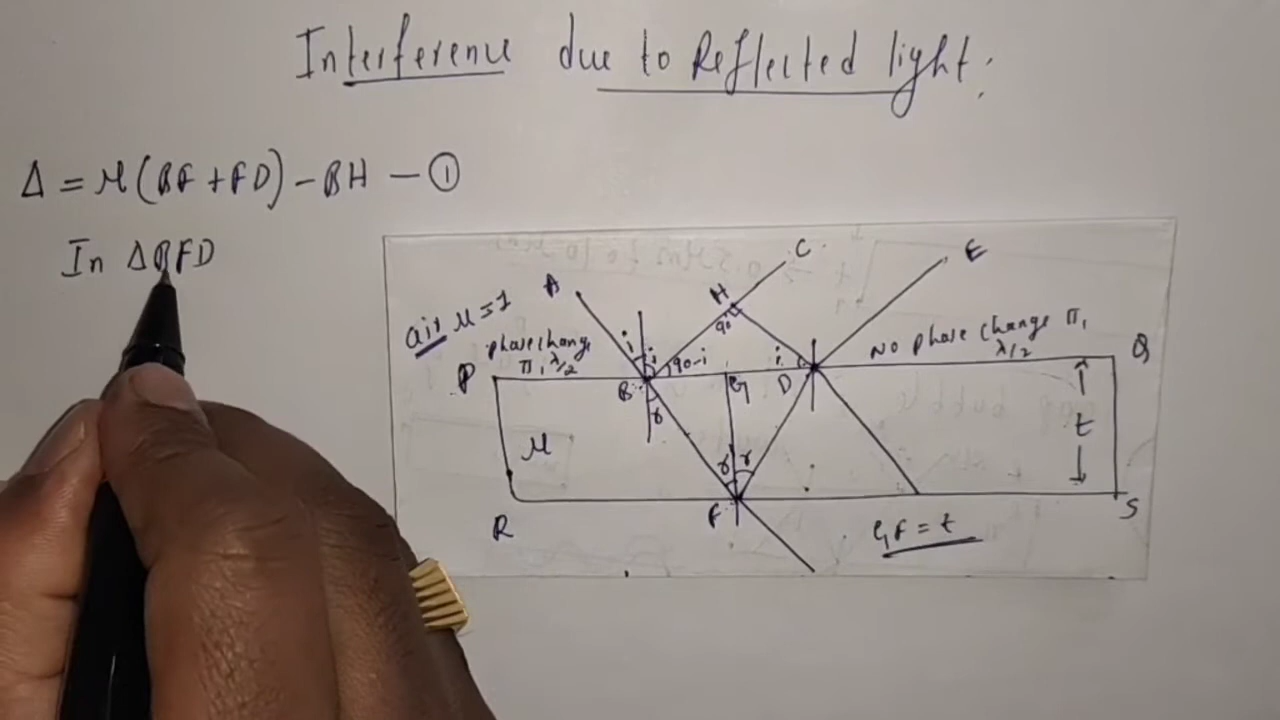 Interference due to Reflected light.
Δ = μ(BF + FD) - BH - ①
In ΔBFD
A
H
C
E
air μ = 1
phase change
π, λ/2
i
i
90-i
90
i
No phase change π,
λ/2
P
B
G
D
Q
r
μ
r
r
t
R
F
GF = t
S